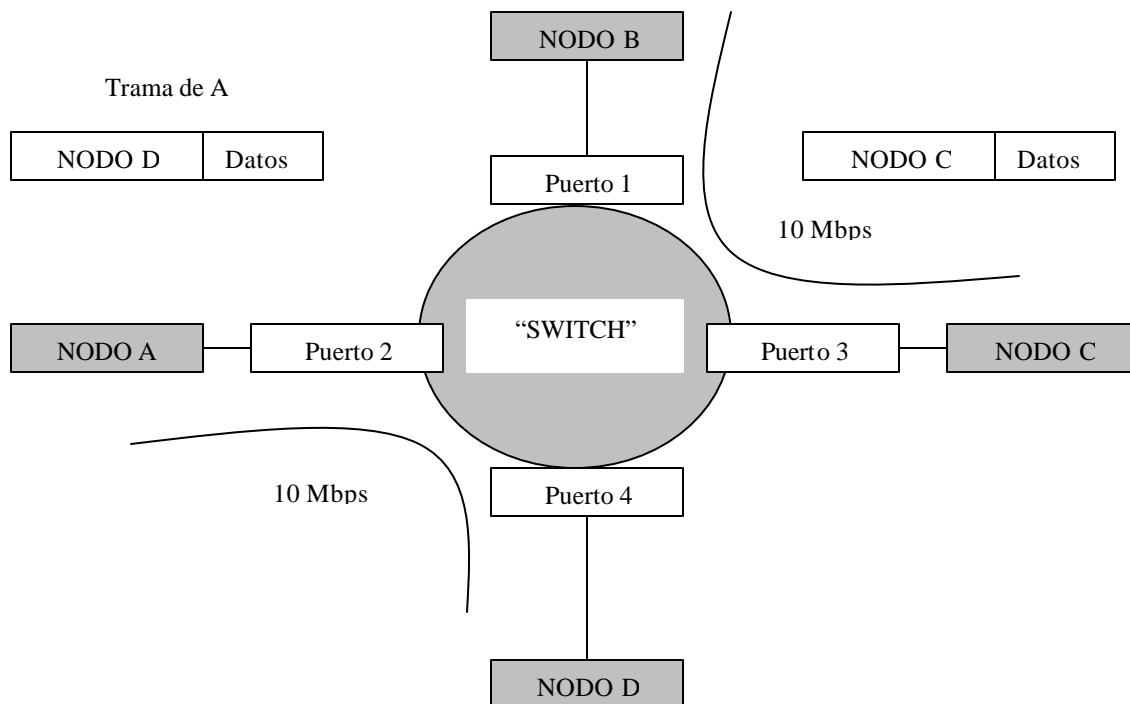 NODO B
Trama de A
NODO D Datos
NODO C Datos
Puerto 1
10 Mbps
“SWITCH”
NODO A
Puerto 2
Puerto 3
NODO C
10 Mbps
Puerto 4
NODO D